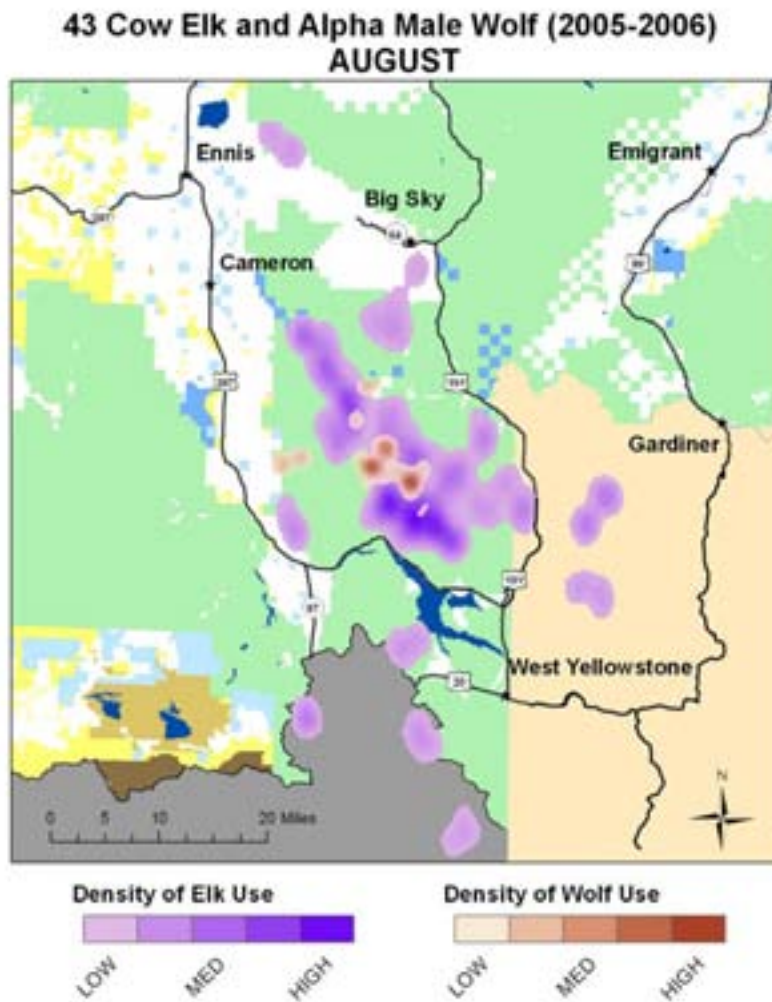 43 Cow Elk and Alpha Male Wolf (2005-2006)
AUGUST
Ennis
Emigrant
Big Sky
287
64
Cameron
89
287
191
Gardiner
191
87
West Yellowstone
20
N
0 5 10 20 Miles
Density of Elk Use
Density of Wolf Use
LOW MED HIGH
LOW MED HIGH